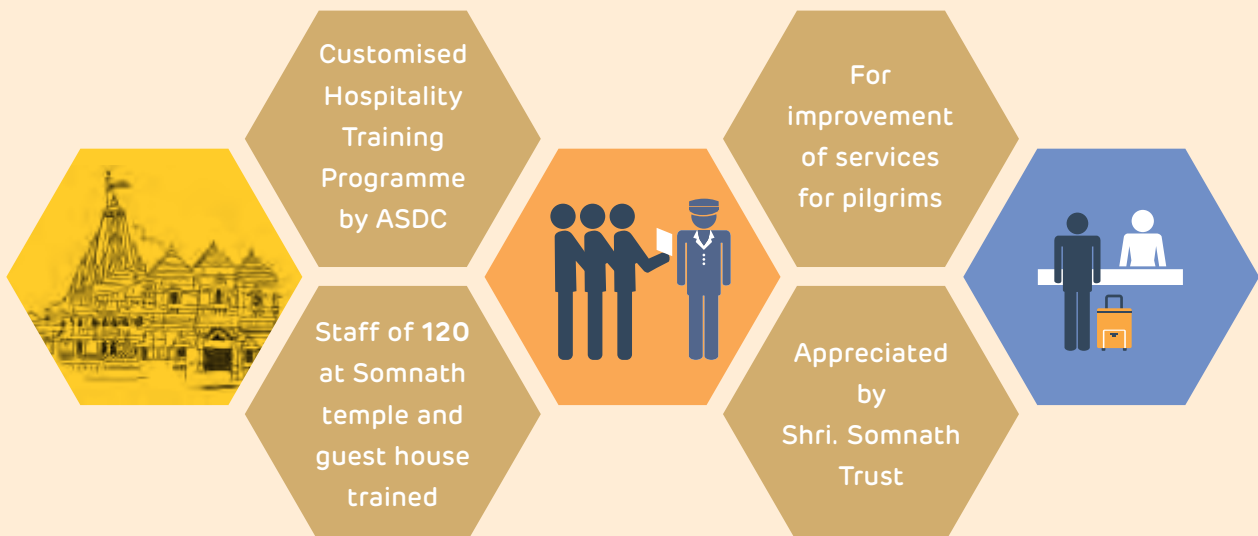 Customised
Hospitality
Training
Programme
by ASDC
Staff of 120
at Somnath
temple and
guest house
trained
For
improvement
of services
for pilgrims
Appreciated
by
Shri. Somnath
Trust